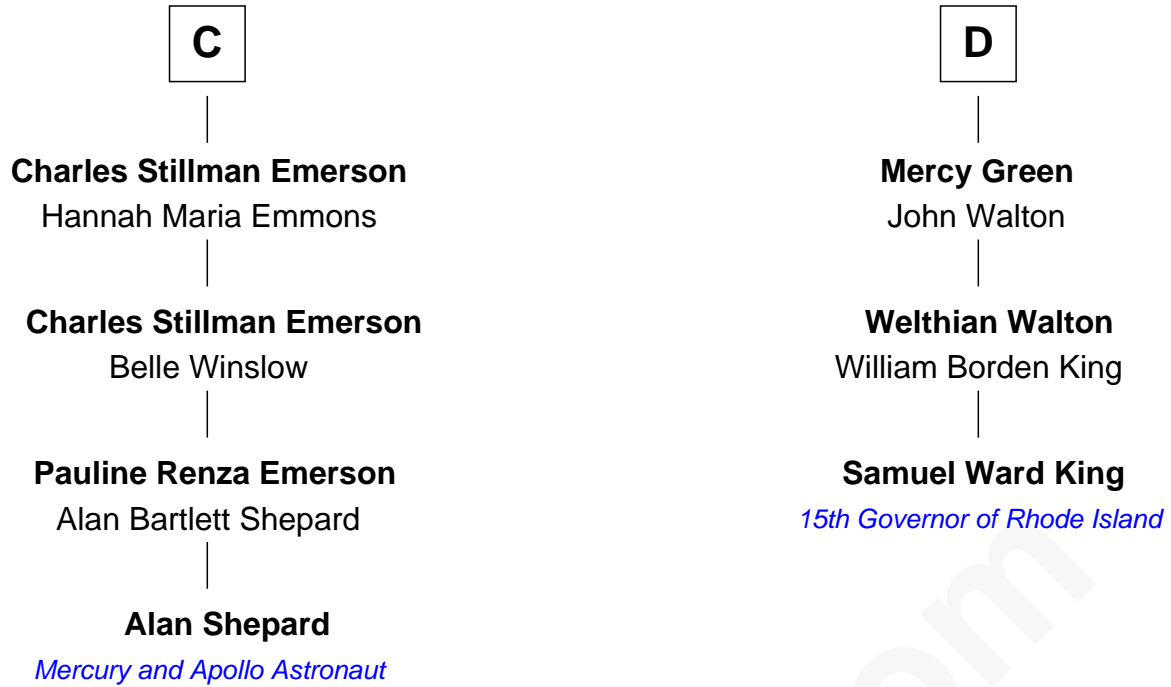 C
Charles Stillman Emerson
Hannah Maria Emmons
Charles Stillman Emerson
Belle Winslow
Pauline Renza Emerson
Alan Bartlett Shepard
Alan Shepard
Mercury and Apollo Astronaut
D
Mercy Green
John Walton
Welthian Walton
William Borden King
Samuel Ward King
15th Governor of Rhode Island
om